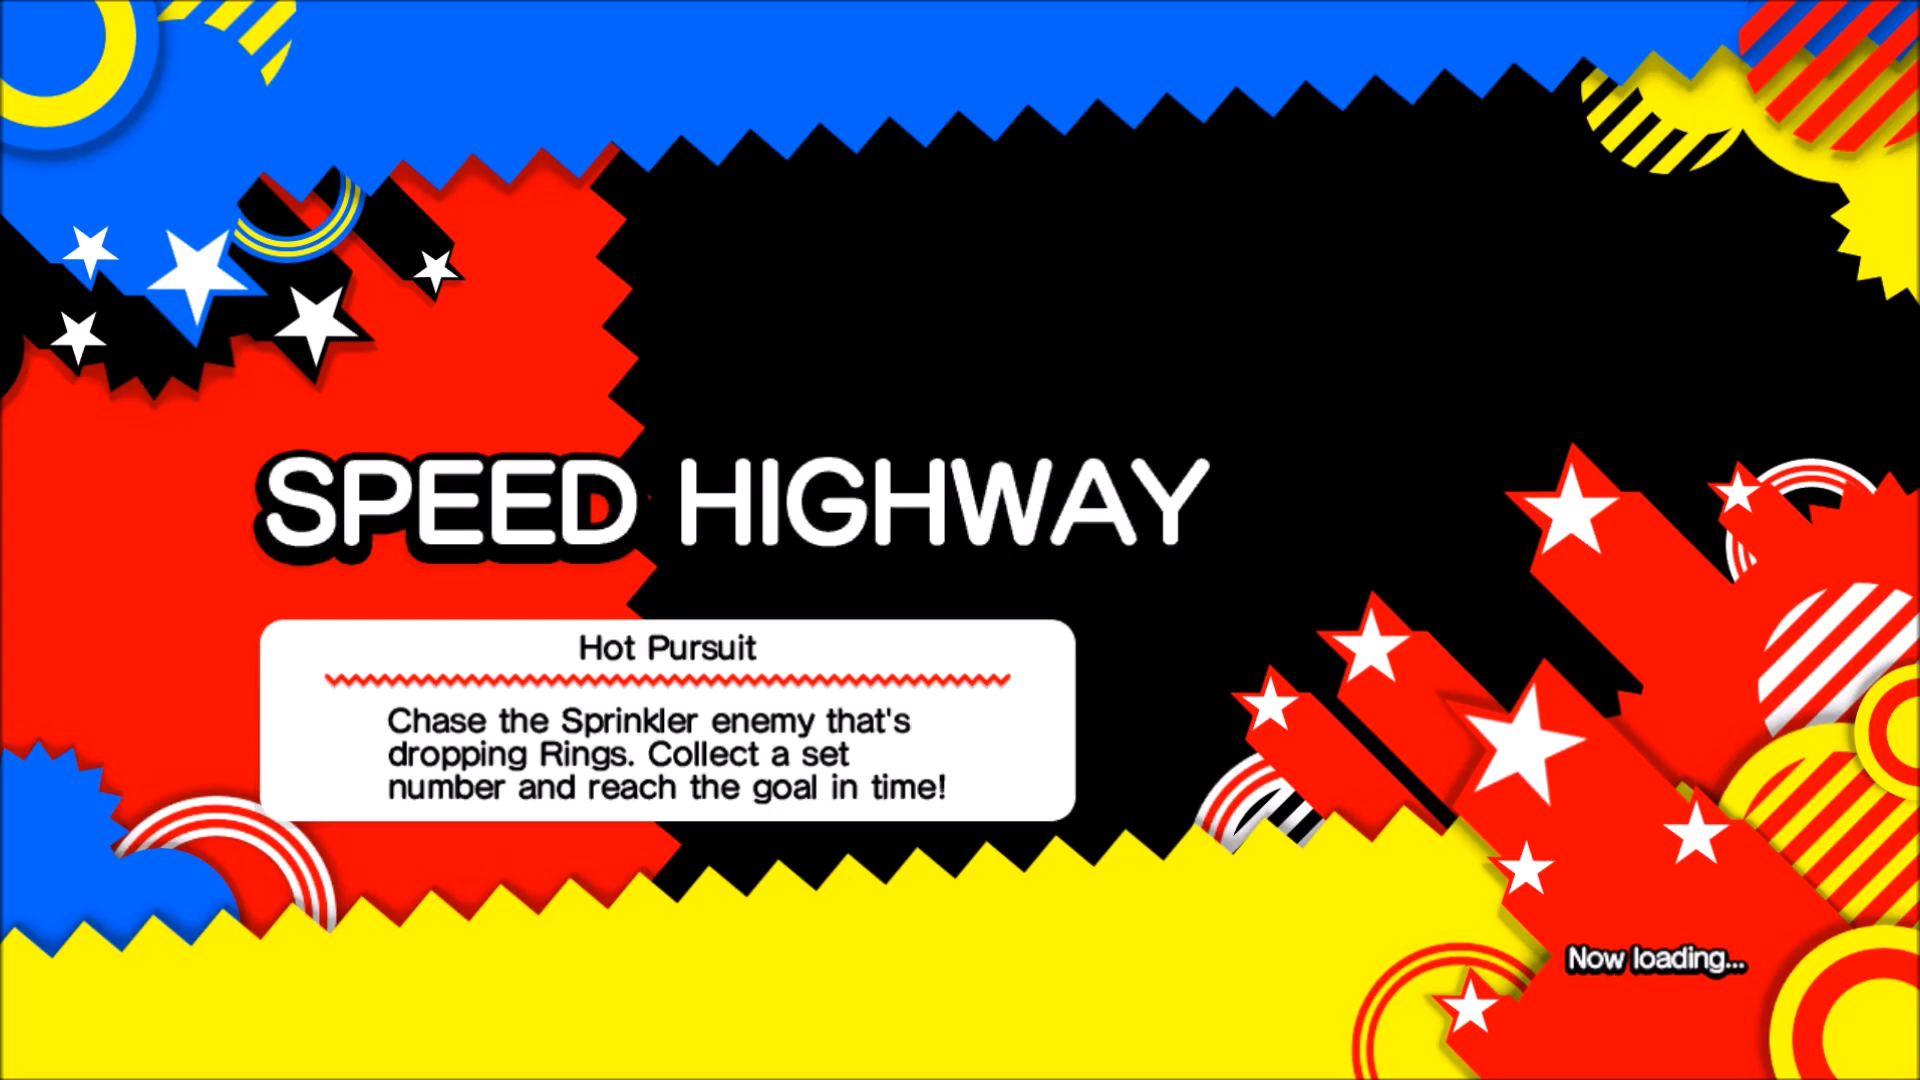 SPEED HIGHWAY
Hot Pursuit
Chase the Sprinkler enemy that's
dropping Rings. Collect a set
number and reach the goal in time!
Now loading...